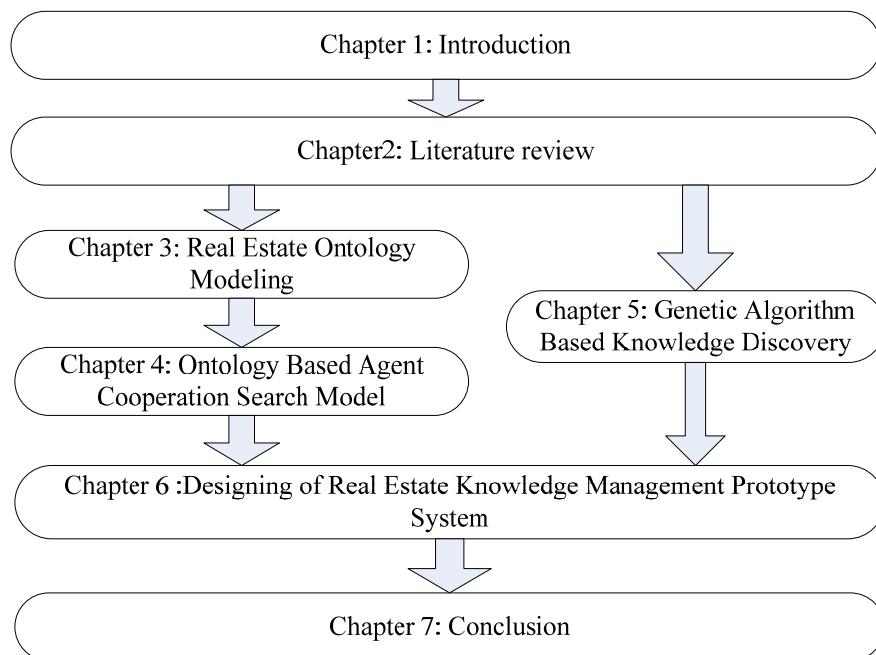 Chapter 1: Introduction
Chapter2: Literature review
Chapter 3: Real Estate Ontology
Modeling
Chapter 4: Ontology Based Agent
Cooperation Search Model
Chapter 5: Genetic Algorithm
Based Knowledge Discovery
Chapter 6 :Designing of Real Estate Knowledge Management Prototype
System
Chapter 7: Conclusion